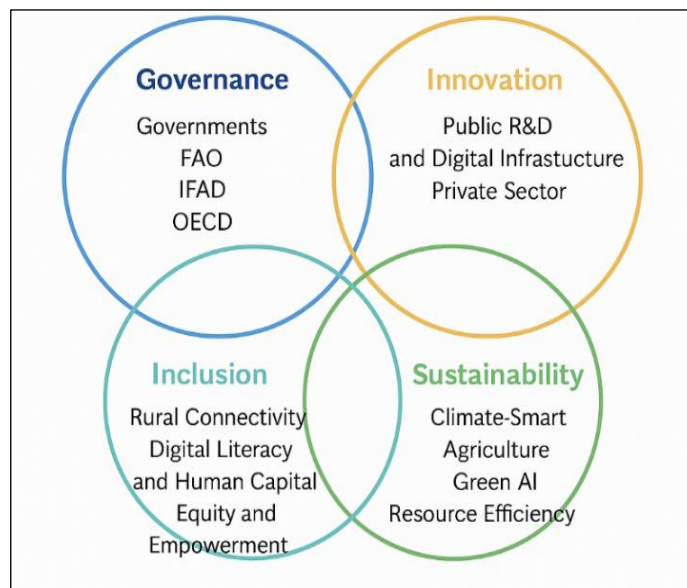 Governance
Governments
FAO
IFAD
OECD
Innovation
Public R&D
and Digital Infrastucture
Private Sector
Inclusion
Rural Connectivity
Digital Literacy
and Human Capital
Equity and
Empowerment
Sustainability
Climate-Smart
Agriculture
Green AI
Resource Efficiency